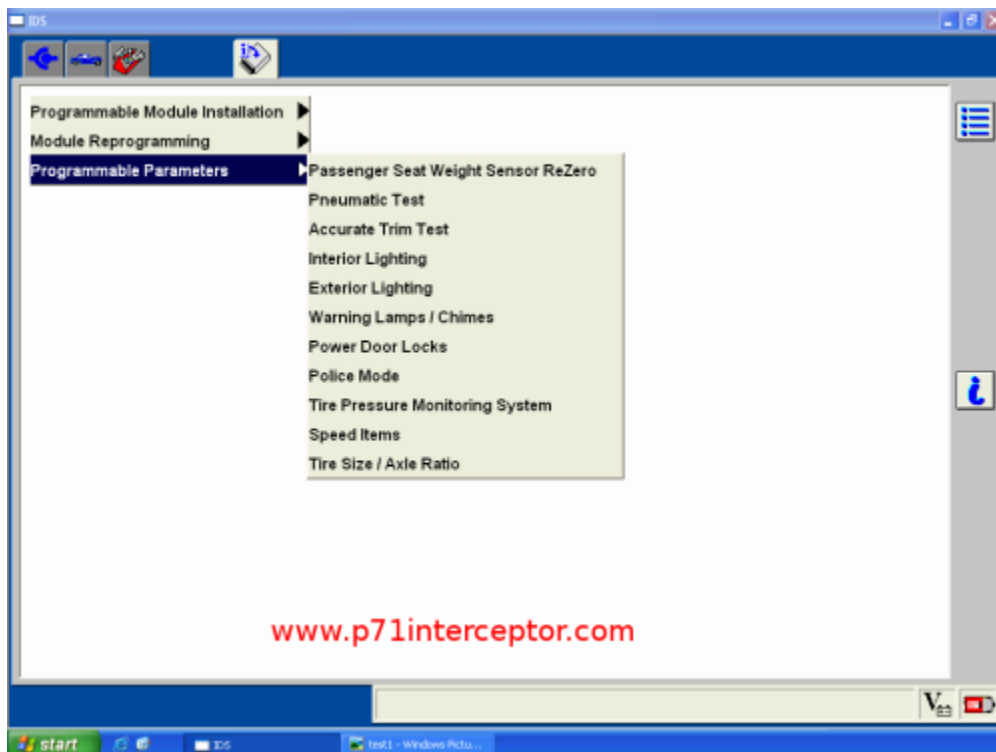 IDS
Programmable Module Installation
Module Reprogramming
Programmable Parameters
Passenger Seat Weight Sensor ReZero
Pneumatic Test
Accurate Trim Test
Interior Lighting
Exterior Lighting
Warning Lamps / Chimes
Power Door Locks
Police Mode
Tire Pressure Monitoring System
Speed Items
Tire Size / Axle Ratio
www.p71interceptor.com
V
start
IDS
test1 - Windows Pictu...